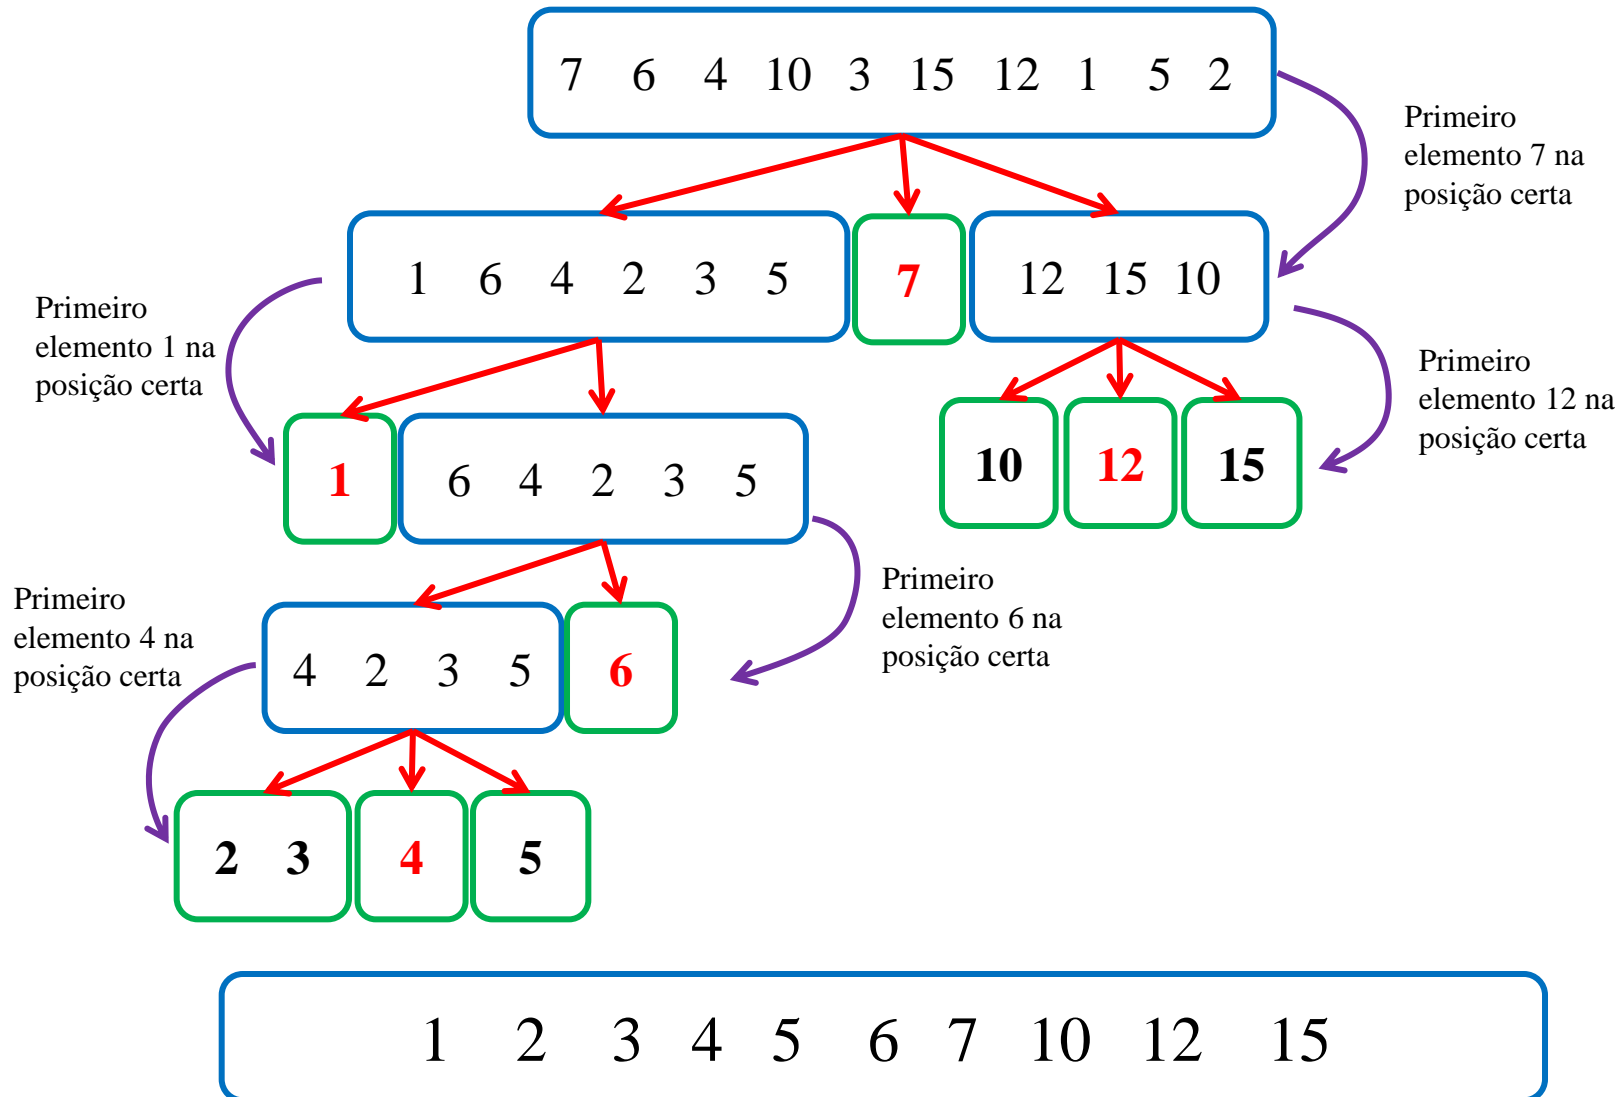 7 6 4 10 3 15 12 1 5 2
Primeiro
elemento 7 na
posição certa
1 6 4 2 3 5
7
12 15 10
Primeiro
elemento 1 na
posição certa
Primeiro
elemento 12 na
posição certa
1
6 4 2 3 5
10
12
15
Primeiro
elemento 6 na
posição certa
Primeiro
elemento 4 na
posição certa
4 2 3 5
6
2 3
4
5
1 2 3 4 5 6 7 10 12 15